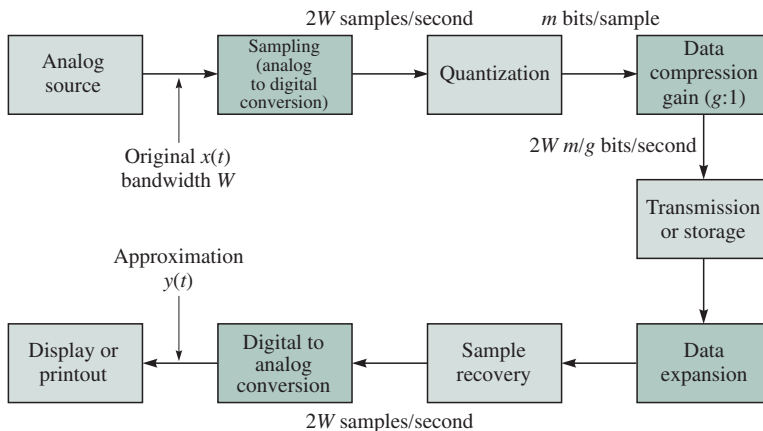 2W samples/second
m bits/sample
Analog
source
Sampling
(analog
to digital
conversion)
Quantization
Data
compression
gain (g:1)
Original x(t)
bandwidth W
2W m/g bits/second
Transmission
or storage
Approximation
y(t)
Display or
printout
Digital to
analog
conversion
Sample
recovery
Data
expansion
2W samples/second